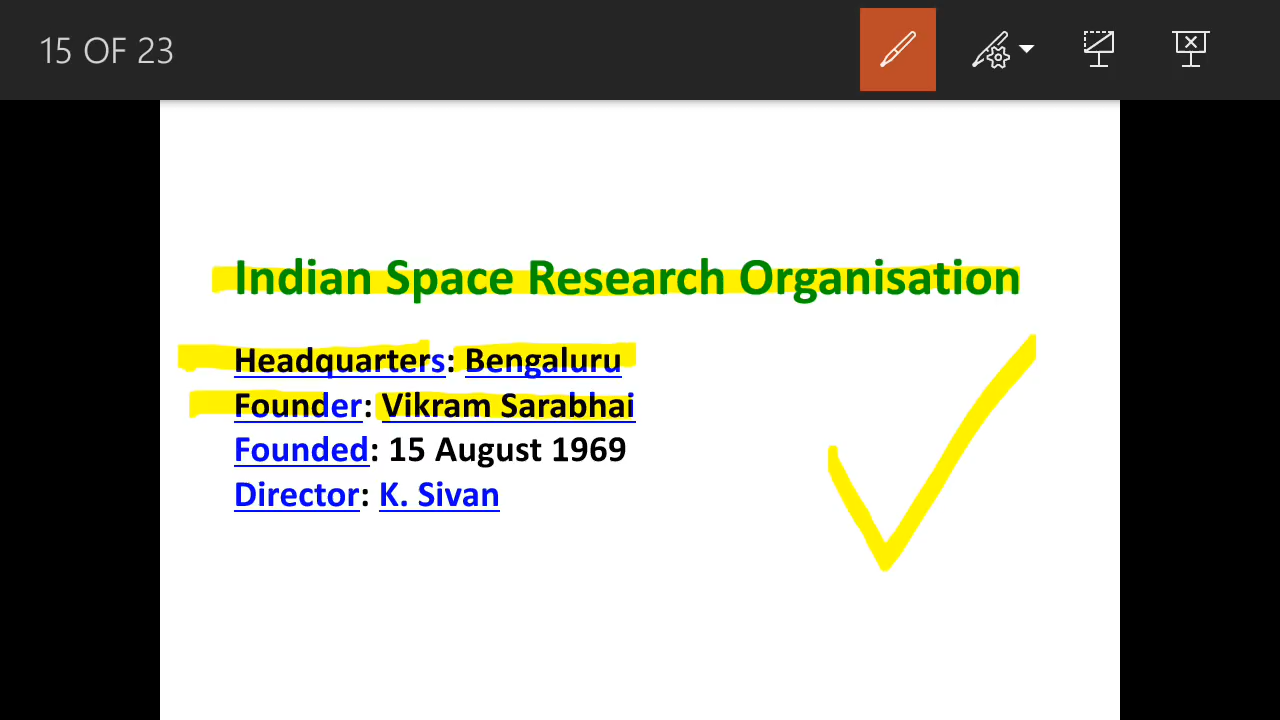 15 OF 23
Indian Space Research Organisation
Headquarters: Bengaluru
Founder: Vikram Sarabhai
Founded: 15 August 1969
Director: K. Sivan